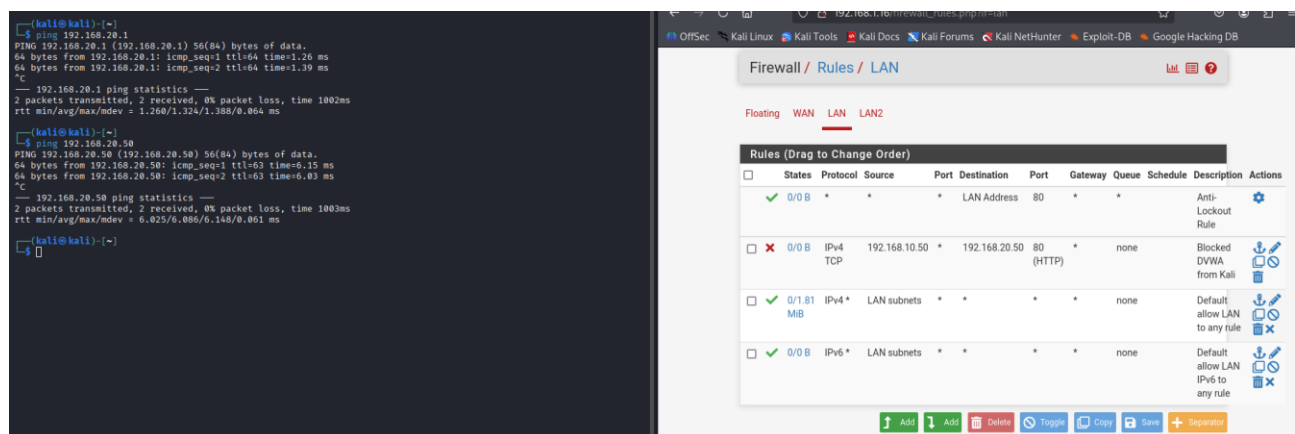 (kali㉿kali)-[~]
$ ping 192.168.20.1
PING 192.168.20.1 (192.168.20.1) 56(84) bytes of data.
64 bytes from 192.168.20.1: icmp_seq=1 ttl=64 time=1.26 ms
64 bytes from 192.168.20.1: icmp_seq=2 ttl=64 time=1.39 ms
^C
--- 192.168.20.1 ping statistics ---
2 packets transmitted, 2 received, 0% packet loss, time 1002ms
rtt min/avg/max/mdev = 1.260/1.324/1.388/0.064 ms
(kali㉿kali)-[~]
$ ping 192.168.20.50
PING 192.168.20.50 (192.168.20.50) 56(84) bytes of data.
64 bytes from 192.168.20.50: icmp_seq=1 ttl=63 time=6.15 ms
64 bytes from 192.168.20.50: icmp_seq=2 ttl=63 time=6.03 ms
^C
--- 192.168.20.50 ping statistics ---
2 packets transmitted, 2 received, 0% packet loss, time 1003ms
rtt min/avg/max/mdev = 6.025/6.086/6.148/0.061 ms
(kali㉿kali)-[~]
$
192.168.1.16/firewall_rules.php?if=lan
OffSec Kali Linux Kali Tools Kali Docs Kali Forums Kali NetHunter Exploit-DB Google Hacking DB
Firewall / Rules / LAN
Floating WAN LAN LAN2
Rules (Drag to Change Order)
States Protocol Source Port Destination Port Gateway Queue Schedule Description Actions
0/0 B * * * LAN Address 80 * * Anti-
Lockout
Rule
0/0 B IPv4 192.168.10.50 * 192.168.20.50 80 * none Blocked
TCP (HTTP) DVWA
from Kali
0/1.81 IPv4 * LAN subnets * * * * none Default
MiB allow LAN
to any rule
0/0 B IPv6 * LAN subnets * * * * none Default
allow LAN
IPv6 to
any rule
Add Add Delete Toggle Copy Save Separator